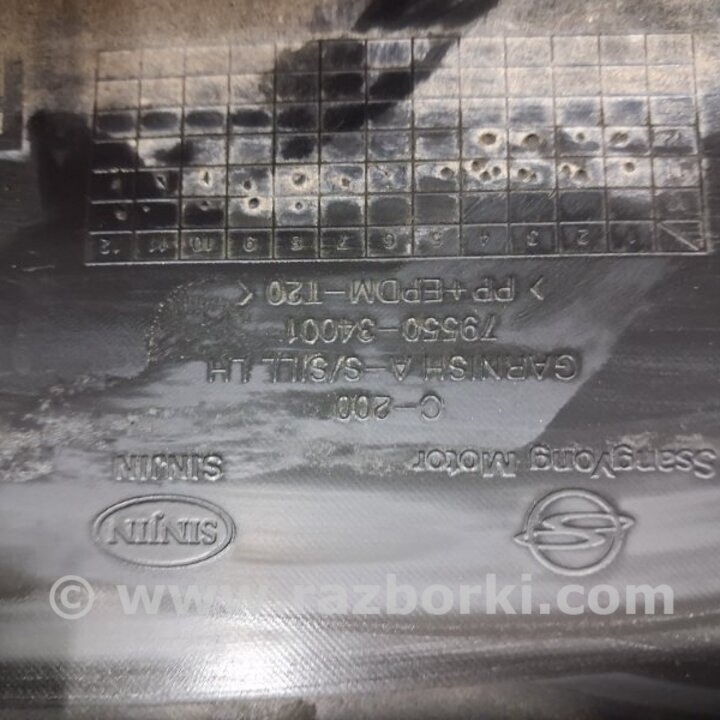 SsangYong Motor
SINJIN
SINJIN
C-200
GARNISH A-S/SILL LH
79550-34001
> PP+EPDM-T20 <
1 2 3 4 5 6 7 8 9 10 11 12
© www.razborki.com